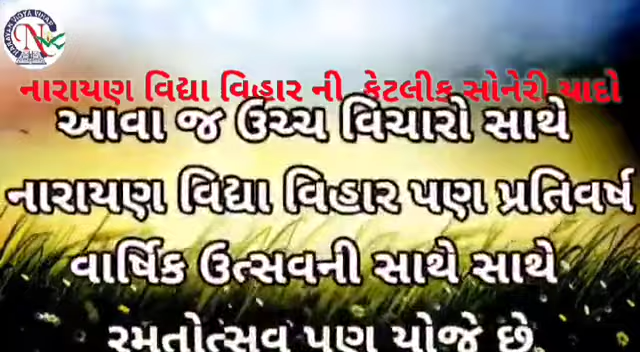 નારાયણ વિદ્યા વિહાર ની કેટલીક સોનેરી યાદો
આવા જ ઉચ્ચ વિચારો સાથે
નારાયણ વિદ્યા વિહાર પણ પ્રતિવર્ષ
વાર્ષિક ઉત્સવની સાથે સાથે
રમતોત્સવ પણ યોજે છે